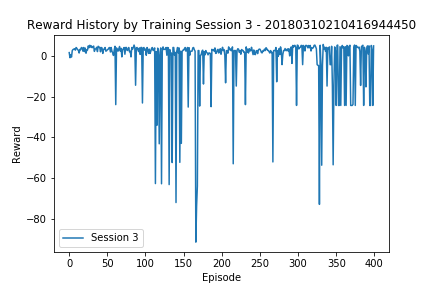 Reward History by Training Session 3 - 20180310210416944450
0
−20
−40
−60
−80
Reward
Session 3
0 50 100 150 200 250 300 350 400
Episode